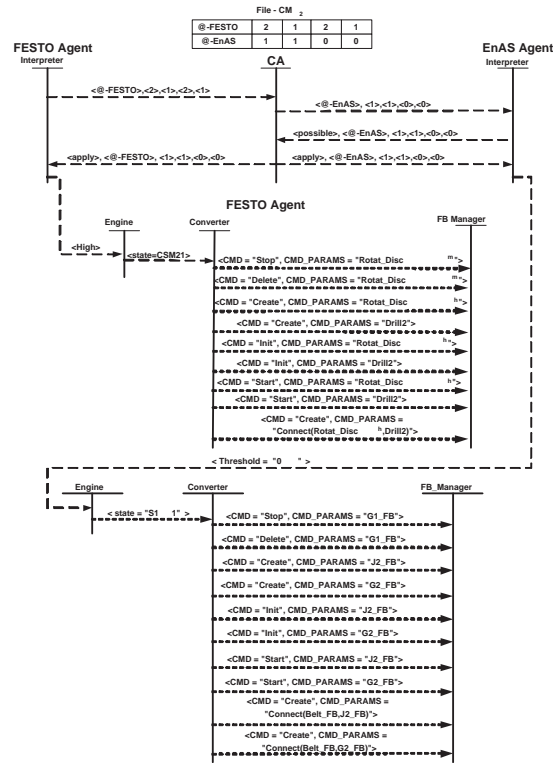 File - CM 2
@-FESTO 2 1 2 1
@-EnAS 1 1 0 0
FESTO Agent
Interpreter
CA
EnAS Agent
Interpreter
<@-FESTO>,<2>,<1>,<2>,<1>
<@-EnAS>, <1>,<1>,<0>,<0>
<possible>, <@-EnAS>, <1>,<1>,<0>,<0>
<apply>, <@-FESTO>, <1>,<1>,<0>,<0>
<apply>, <@-EnAS>, <1>,<1>,<0>,<0>
FESTO Agent
Engine
Converter
FB Manager
<High>
<state=CSM21>
<CMD = "Stop", CMD_PARAMS = "Rotat_Disc m">
<CMD = "Delete", CMD_PARAMS = "Rotat_Disc m">
<CMD = "Create", CMD_PARAMS = "Rotat_Disc h">
<CMD = "Create", CMD_PARAMS = "Drill2">
<CMD = "Init", CMD_PARAMS = "Rotat_Disc h">
<CMD = "Init", CMD_PARAMS = "Drill2">
<CMD = "Start", CMD_PARAMS = "Rotat_Disc h">
<CMD = "Start", CMD_PARAMS = "Drill2">
<CMD = "Create", CMD_PARAMS =
"Connect(Rotat_Disc h,Drill2)">
< Threshold = "0 " >
Engine
Converter
FB_Manager
< state = "S1 1" >
<CMD = "Stop", CMD_PARAMS = "G1_FB">
<CMD = "Delete", CMD_PARAMS = "G1_FB">
<CMD = "Create", CMD_PARAMS = "J2_FB">
<CMD = "Create", CMD_PARAMS = "G2_FB">
<CMD = "Init", CMD_PARAMS = "J2_FB">
<CMD = "Init", CMD_PARAMS = "G2_FB">
<CMD = "Start", CMD_PARAMS = "J2_FB">
<CMD = "Start", CMD_PARAMS = "G2_FB">
<CMD = "Create", CMD_PARAMS =
"Connect(Belt_FB,J2_FB)">
<CMD = "Create", CMD_PARAMS =
"Connect(Belt_FB,G2_FB)">